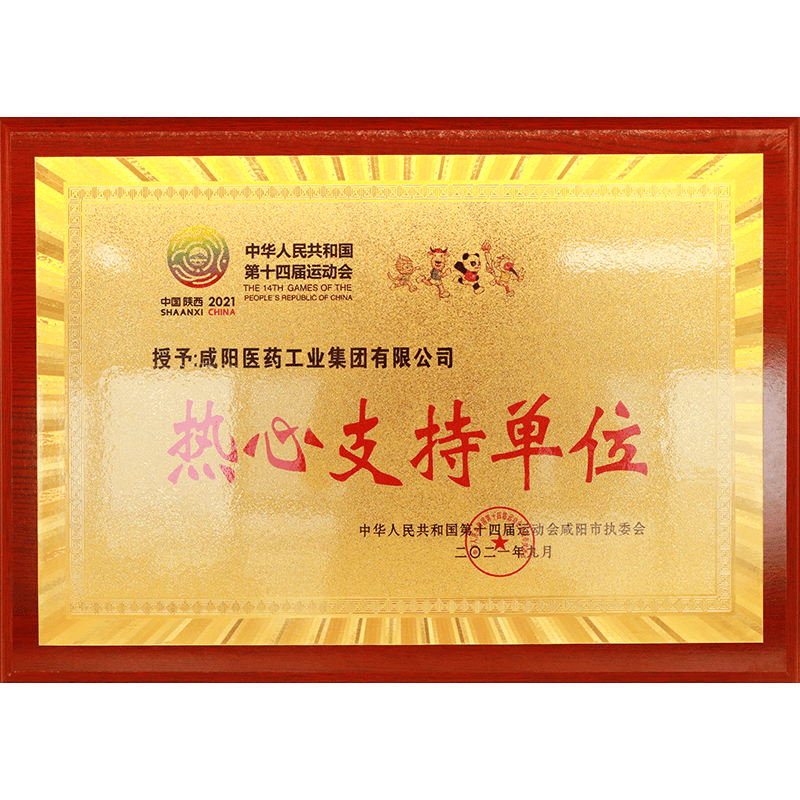 中国 陕西 2021
SHAANXI CHINA
中华人民共和国
第十四届运动会
THE 14TH GAMES OF THE
PEOPLE'S REPUBLIC OF CHINA
授予:咸阳医药工业集团有限公司
热心支持单位
中华人民共和国第十四届运动会咸阳市执委会
二〇二一年九月